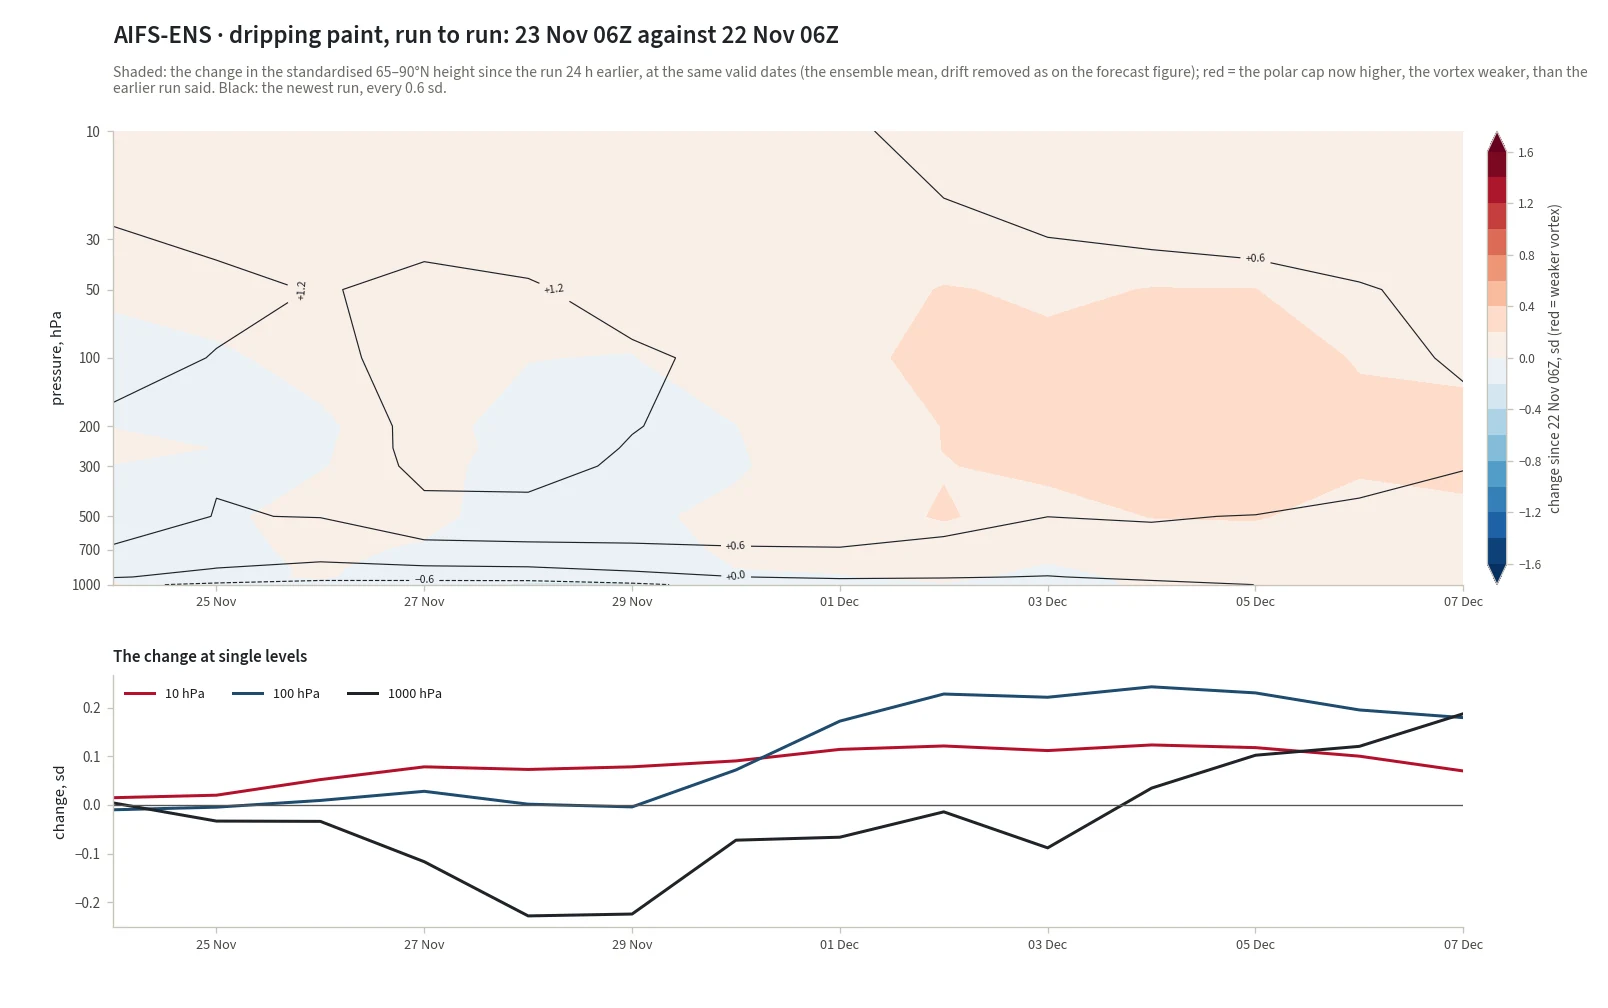 AIFS-ENS · dripping paint, run to run: 23 Nov 06Z against 22 Nov 06Z
Shaded: the change in the standardised 65–90°N height since the run 24 h earlier, at the same valid dates (the ensemble mean, drift removed as on the forecast figure); red = the polar cap now higher, the vortex weaker, than the
earlier run said. Black: the newest run, every 0.6 sd.
pressure, hPa
10
30
50
100
200
300
500
700
1000
+1.2
+1.2
+0.6
+0.6
+0.0
−0.6
25 Nov
27 Nov
29 Nov
01 Dec
03 Dec
05 Dec
07 Dec
1.6
1.2
0.8
0.4
0.0
−0.4
−0.8
−1.2
−1.6
change since 22 Nov 06Z, sd (red = weaker vortex)
The change at single levels
10 hPa
100 hPa
1000 hPa
change, sd
0.2
0.1
0.0
−0.1
−0.2
25 Nov
27 Nov
29 Nov
01 Dec
03 Dec
05 Dec
07 Dec